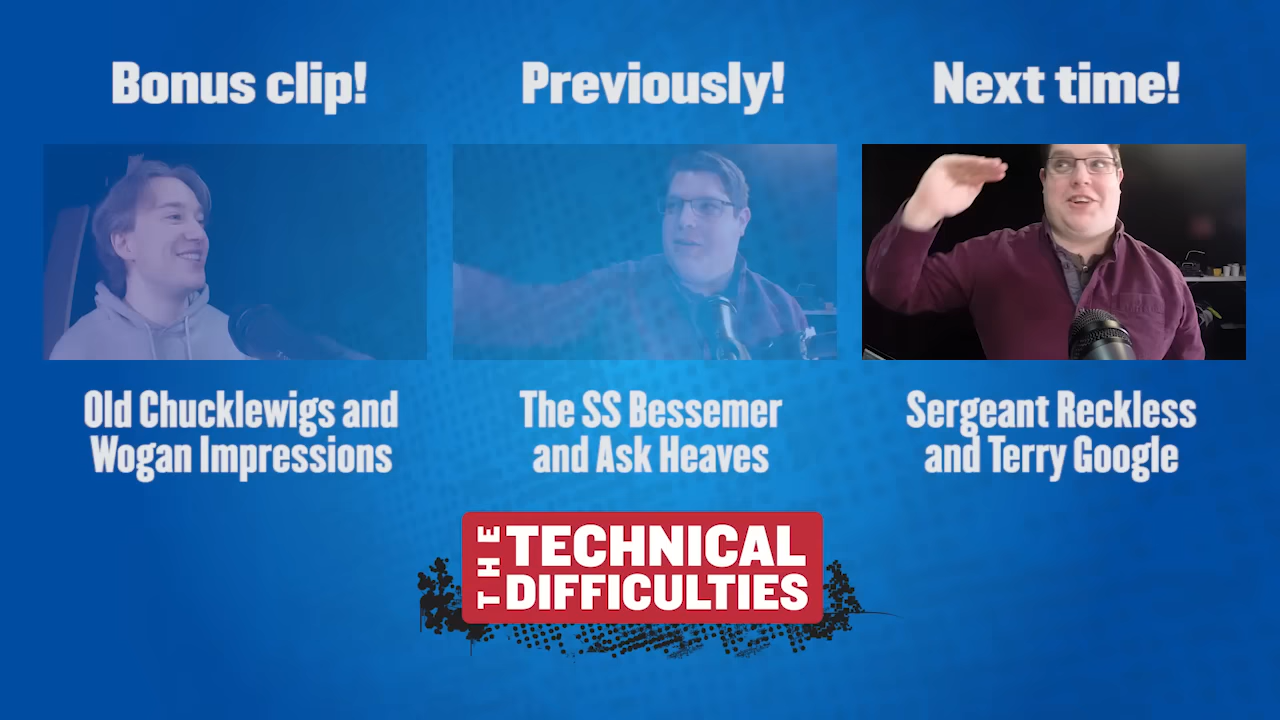 Bonus clip!
Previously!
Next time!
Old Chucklewigs and
Wogan Impressions
The SS Bessemer
and Ask Heaves
Sergeant Reckless
and Terry Google
THE
TECHNICAL
DIFFICULTIES